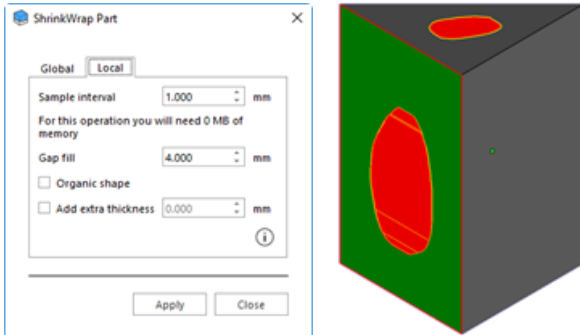 ShrinkWrap Part
Global Local
Sample interval 1.000 mm
For this operation you will need 0 MB of
memory
Gap fill 4.000 mm
Organic shape
Add extra thickness 0.000 mm
Apply Close